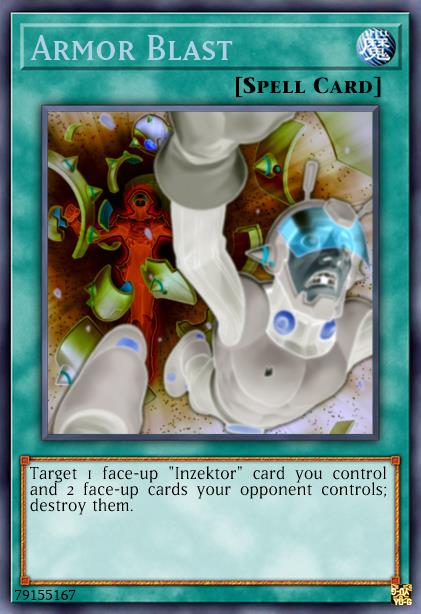 ARMOR BLAST
魔
[SPELL CARD]
Target 1 face-up "Inzektor" card you control
and 2 face-up cards your opponent controls;
destroy them.
79155167